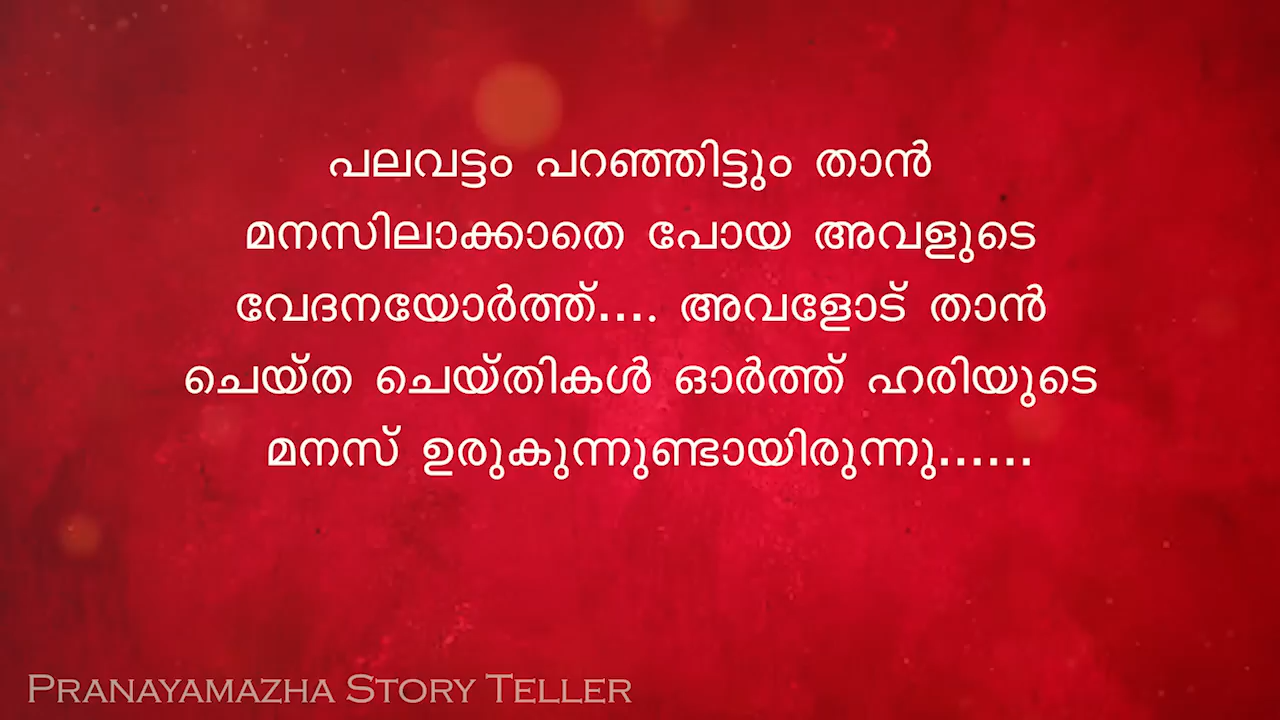 പലവട്ടം പറഞ്ഞിട്ടും താൻ
മനസിലാക്കാതെ പോയ അവളുടെ
വേദനയോർത്ത്.... അവളോട് താൻ
ചെയ്ത ചെയ്തികൾ ഓർത്ത് ഹരിയുടെ
മനസ് ഉരുകുന്നുണ്ടായിരുന്നു......
PRANAYAMAZHA STORY TELLER